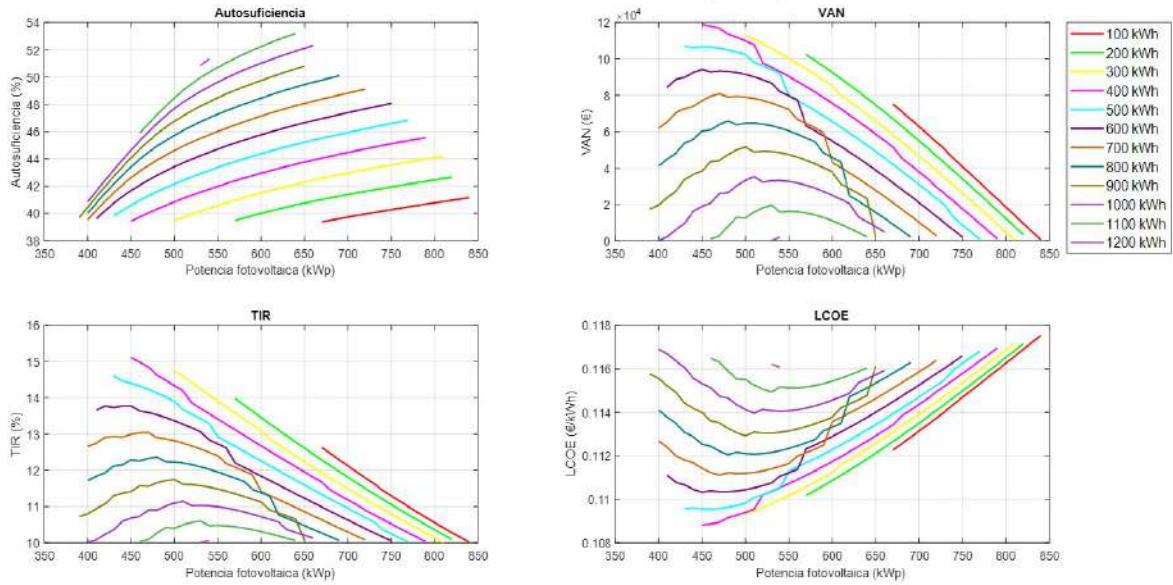 Autosuficiencia
54
52
50
48
46
44
42
40
38
Autosuficiencia (%)
350 400 450 500 550 600 650 700 750 800 850
Potencia fotovoltaica (kWp)
VAN
×10⁴
12
10
8
6
4
2
0
VAN (€)
350 400 450 500 550 600 650 700 750 800 850
Potencia fotovoltaica (kWp)
100 kWh
200 kWh
300 kWh
400 kWh
500 kWh
600 kWh
700 kWh
800 kWh
900 kWh
1000 kWh
1100 kWh
1200 kWh
TIR
16
15
14
13
12
11
10
TIR (%)
350 400 450 500 550 600 650 700 750 800 850
Potencia fotovoltaica (kWp)
LCOE
0.118
0.116
0.114
0.112
0.11
0.108
LCOE (€/kWh)
350 400 450 500 550 600 650 700 750 800 850
Potencia fotovoltaica (kWp)